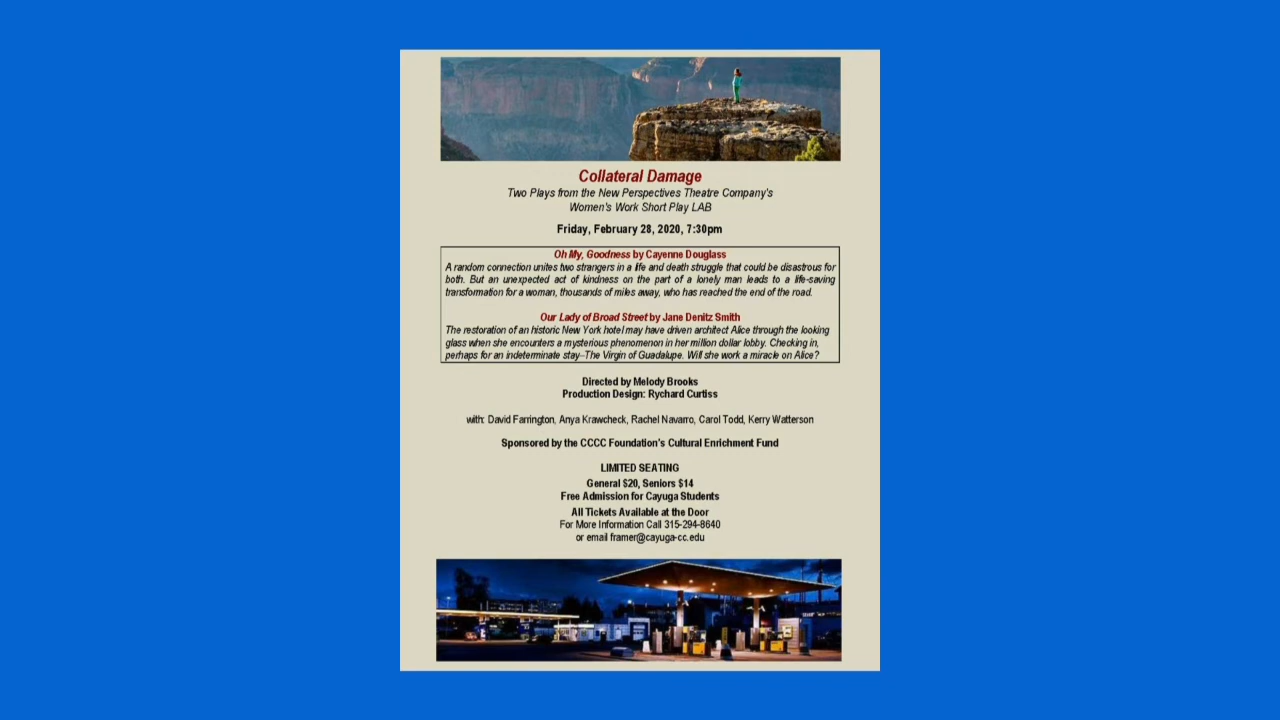 Collateral Damage
Two Plays from the New Perspectives Theatre Company's
Women's Work Short Play LAB
Friday, February 28, 2020, 7:30pm
Oh My, Goodness by Cayenne Douglass
A random connection unites two strangers in a life and death struggle that could be disastrous for
both. But an unexpected act of kindness on the part of a lonely man leads to a life-saving
transformation for a woman, thousands of miles away, who has reached the end of the road.
Our Lady of Broad Street by Jane Denitz Smith
The restoration of an historic New York hotel may have driven architect Alice through the looking
glass when she encounters a mysterious phenomenon in her million dollar lobby. Checking in,
perhaps for an indeterminate stay--The Virgin of Guadalupe. Will she work a miracle on Alice?
Directed by Melody Brooks
Production Design: Rychard Curtiss
with: David Farrington, Anya Krawcheck, Rachel Navarro, Carol Todd, Kerry Watterson
Sponsored by the CCCC Foundation's Cultural Enrichment Fund
LIMITED SEATING
General $20, Seniors $14
Free Admission for Cayuga Students
All Tickets Available at the Door
For More Information Call 315-294-8640
or email framer@cayuga-cc.edu